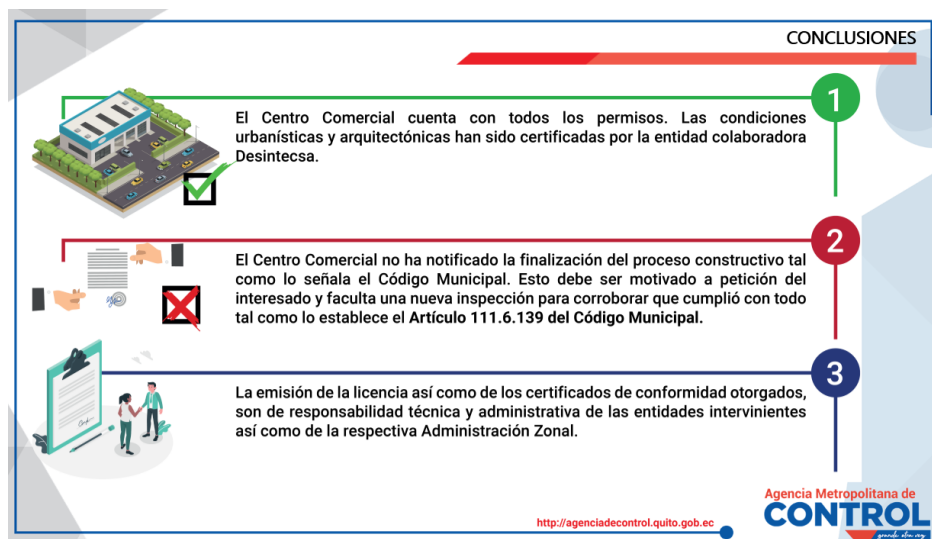 CONCLUSIONES
1
El Centro Comercial cuenta con todos los permisos. Las condiciones
urbanísticas y arquitectónicas han sido certificadas por la entidad colaboradora
Desintecsa.
2
El Centro Comercial no ha notificado la finalización del proceso constructivo tal
como lo señala el Código Municipal. Esto debe ser motivado a petición del
interesado y faculta una nueva inspección para corroborar que cumplió con todo
tal como lo establece el Artículo 111.6.139 del Código Municipal.
3
La emisión de la licencia así como de los certificados de conformidad otorgados,
son de responsabilidad técnica y administrativa de las entidades intervinientes
así como de la respectiva Administración Zonal.
http://agenciadecontrol.quito.gob.ec
Agencia Metropolitana de
CONTROL
grande otra vez